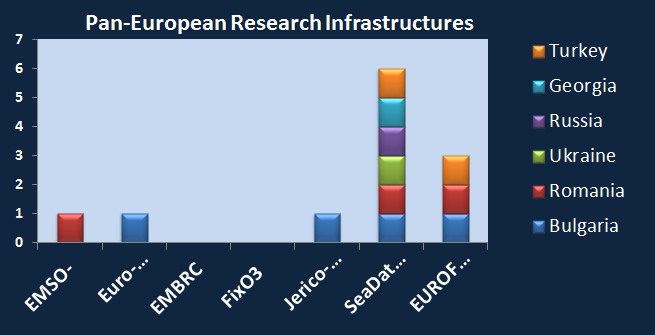 Pan-European Research Infrastructures
7
6
5
4
3
2
1
0
EMSO-
Euro-...
EMBRC
FixO3
Jerico-...
SeaDat...
EUROF...
Turkey
Georgia
Russia
Ukraine
Romania
Bulgaria